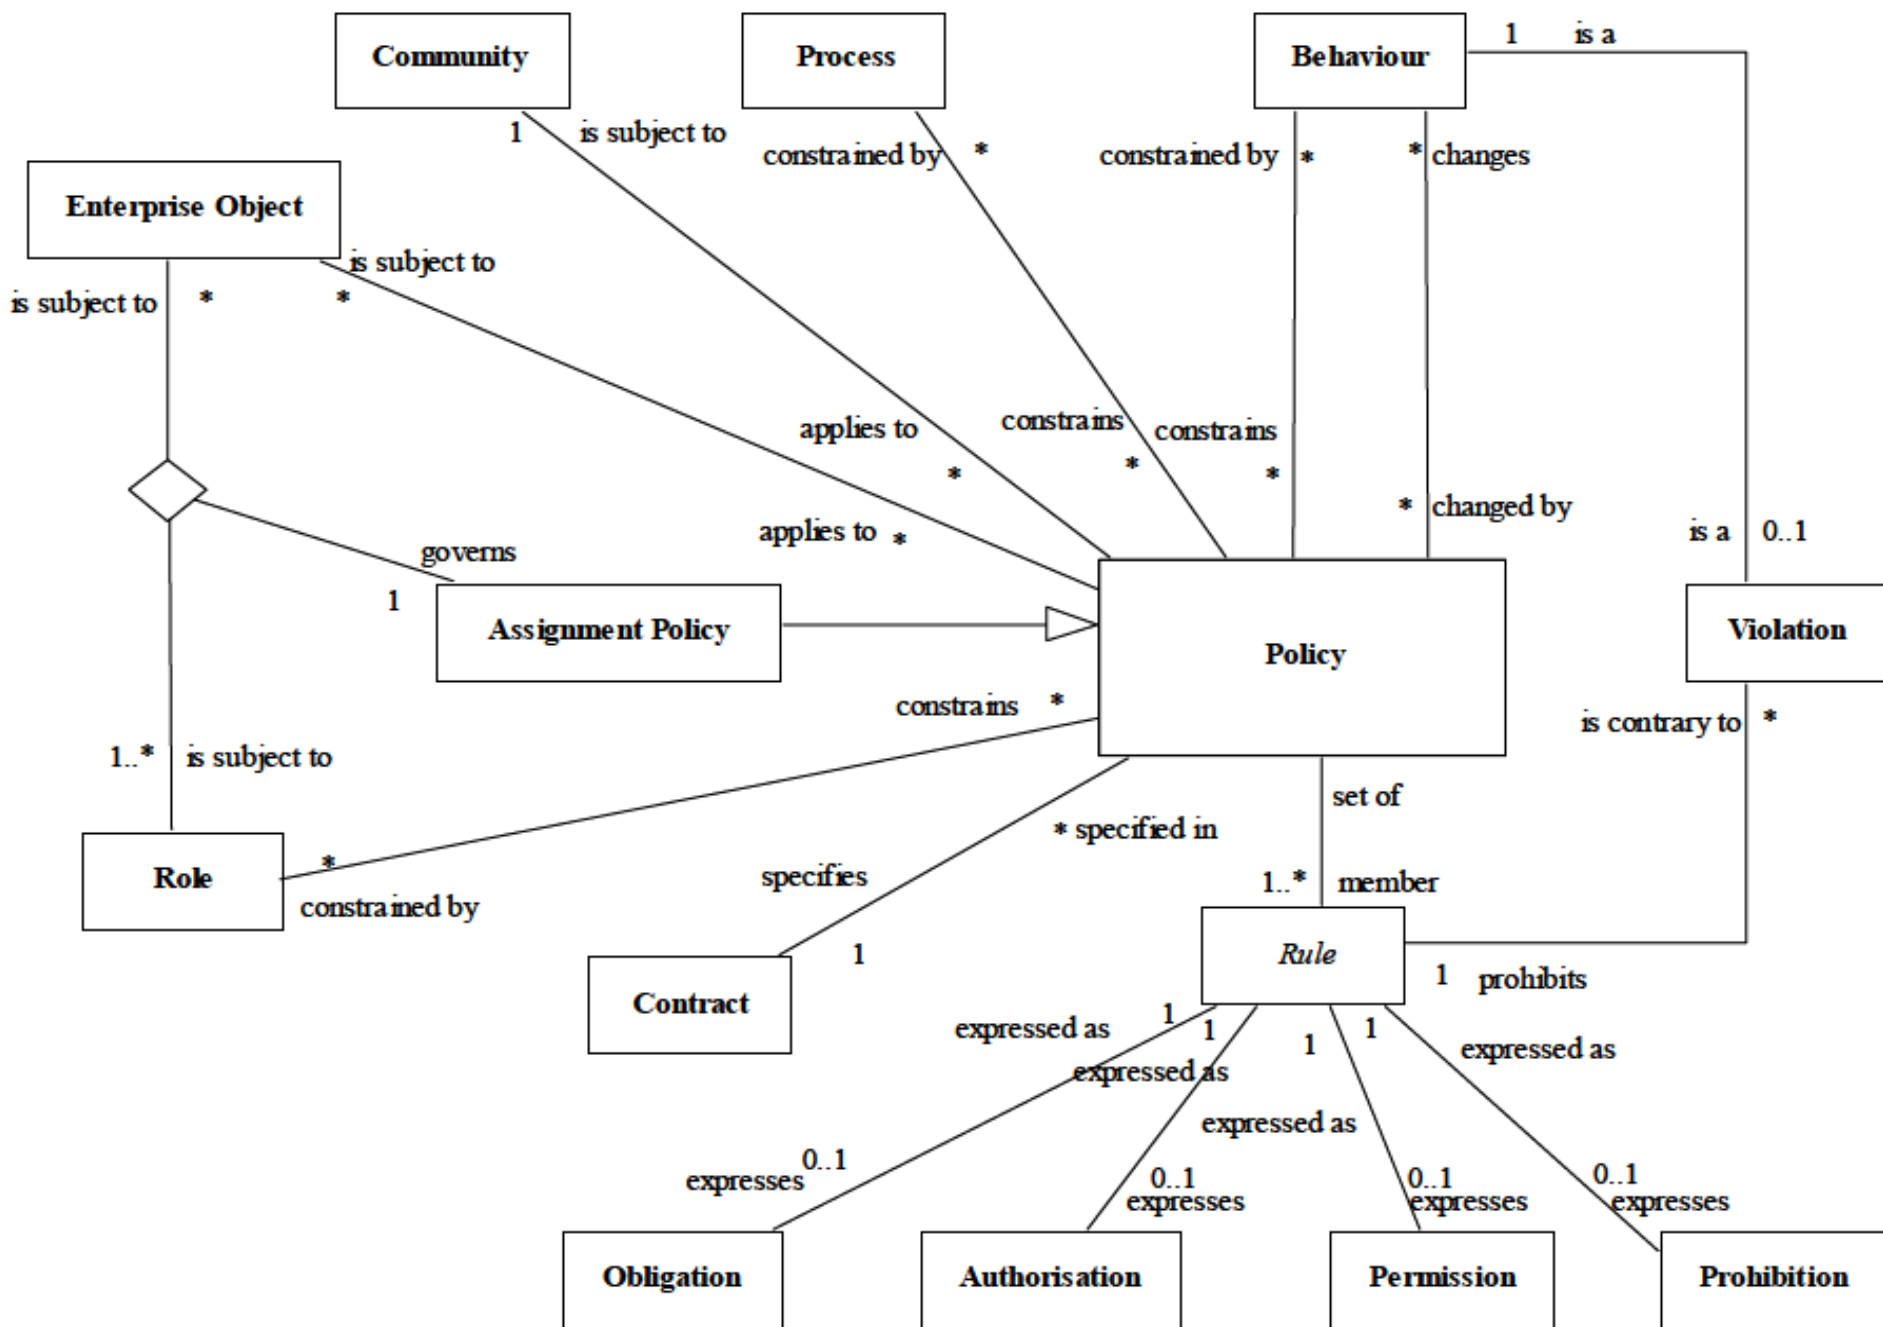 Community
Process
Behaviour
1 is a
1 is subject to
constrained by *
constrained by *
* changes
Enterprise Object
is subject to
*
is subject to *
applies to
*
constrains
*
constrains
*
* changed by
is a 0..1
applies to *
governs
1
Assignment Policy
Policy
Violation
constrains *
is contrary to *
1..* is subject to
set of
* specified in
specifies
1
1..* member
Role
*
constrained by
Rule
1 prohibits
Contract
expressed as 1
1
expressed as
1
expressed as
1
expressed as
0..1
expresses
0..1
expresses
0..1
expresses
0..1
expresses
Obligation
Authorisation
Permission
Prohibition